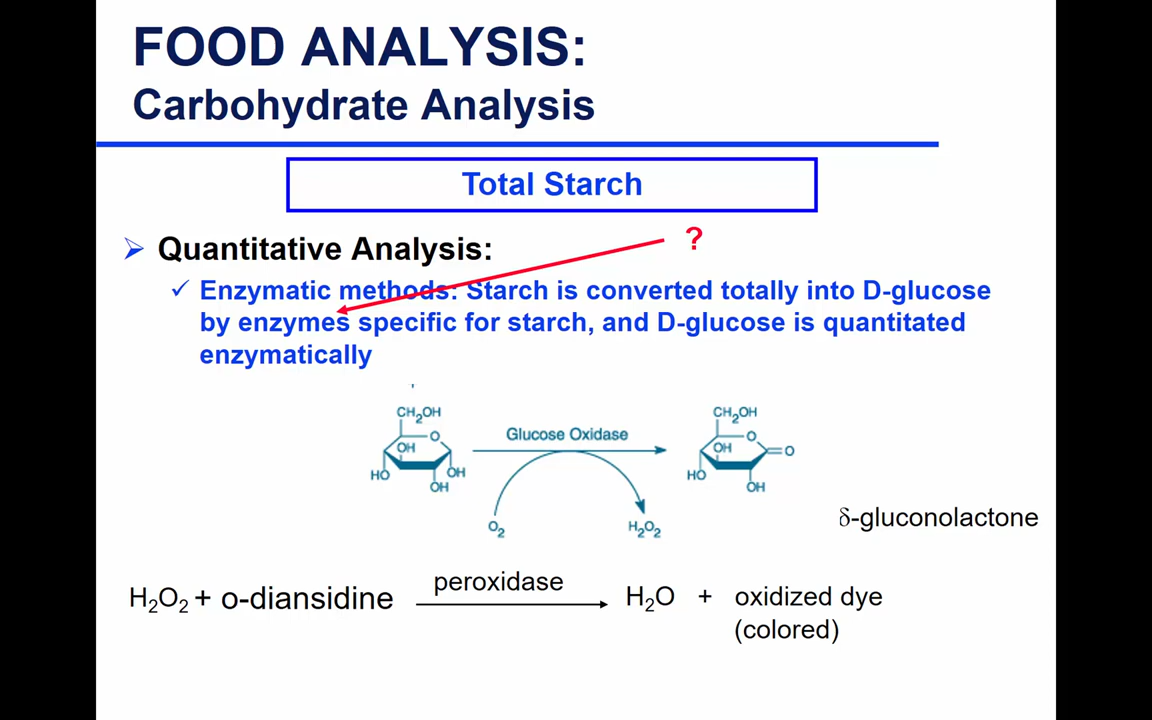 FOOD ANALYSIS:
Carbohydrate Analysis
Total Starch
Quantitative Analysis:
?
Enzymatic methods: Starch is converted totally into D-glucose
by enzymes specific for starch, and D-glucose is quantitated
enzymatically
CH₂OH
O
OH
HO
OH
OH
Glucose Oxidase
O₂
H₂O₂
CH₂OH
O
OH
O
HO
OH
δ-gluconolactone
H₂O₂ + o-diansidine
peroxidase
H₂O + oxidized dye
(colored)